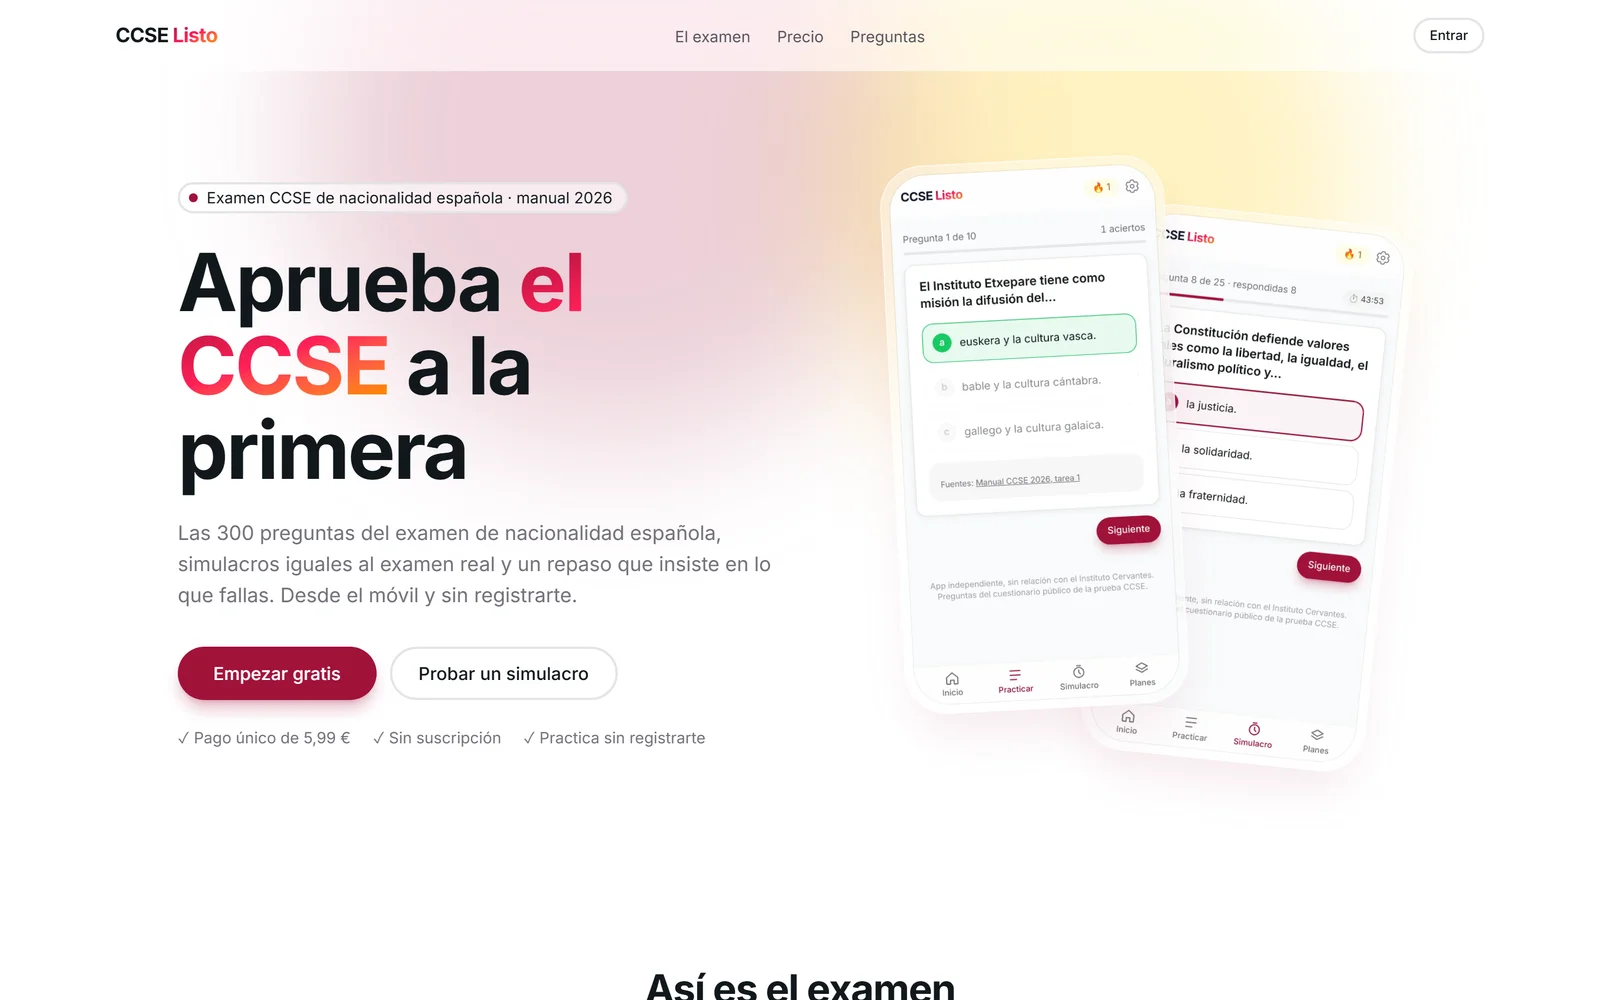 CCSE Listo
El examen
Precio
Preguntas
Entrar
Examen CCSE de nacionalidad española · manual 2026
Aprueba el
CCSE a la
primera
Las 300 preguntas del examen de nacionalidad española,
simulacros iguales al examen real y un repaso que insiste en lo
que fallas. Desde el móvil y sin registrarte.
Empezar gratis
Probar un simulacro
✓ Pago único de 5,99 €
✓ Sin suscripción
✓ Practica sin registrarte
CCSE Listo
🔥 1
Pregunta 1 de 10
1 aciertos
El Instituto Etxepare tiene como
misión la difusión del...
a euskera y la cultura vasca.
b bable y la cultura cántabra.
c gallego y la cultura galaica.
Fuentes: Manual CCSE 2026, tarea 1
Siguiente
App independiente, sin relación con el Instituto Cervantes.
Preguntas del cuestionario público de la prueba CCSE.
Inicio
Practicar
Simulacro
Planes
CSE Listo
🔥 1
unta 8 de 25 · respondidas 8
43:53
Constitución defiende valores
es como la libertad, la igualdad, el
uralismo político y...
la justicia.
la solidaridad.
a fraternidad.
Siguiente
nte, sin relación con el Instituto Cervantes.
cuestionario público de la prueba CCSE.
Inicio
Practicar
Simulacro
Planes
Así es el examen